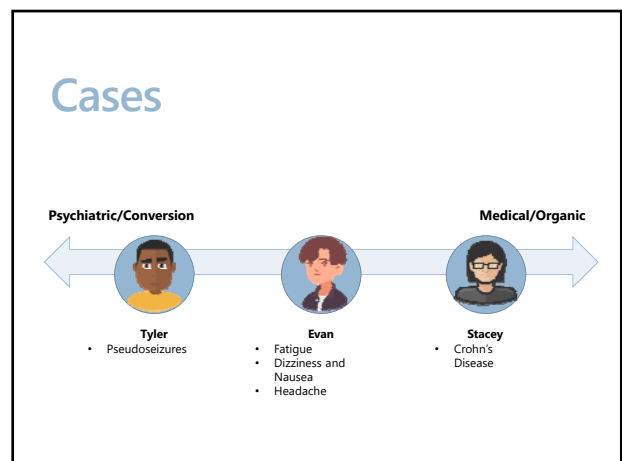 Cases
Psychiatric/Conversion
Medical/Organic
Tyler
• Pseudoseizures
Evan
• Fatigue
• Dizziness and
Nausea
• Headache
Stacey
• Crohn's
Disease